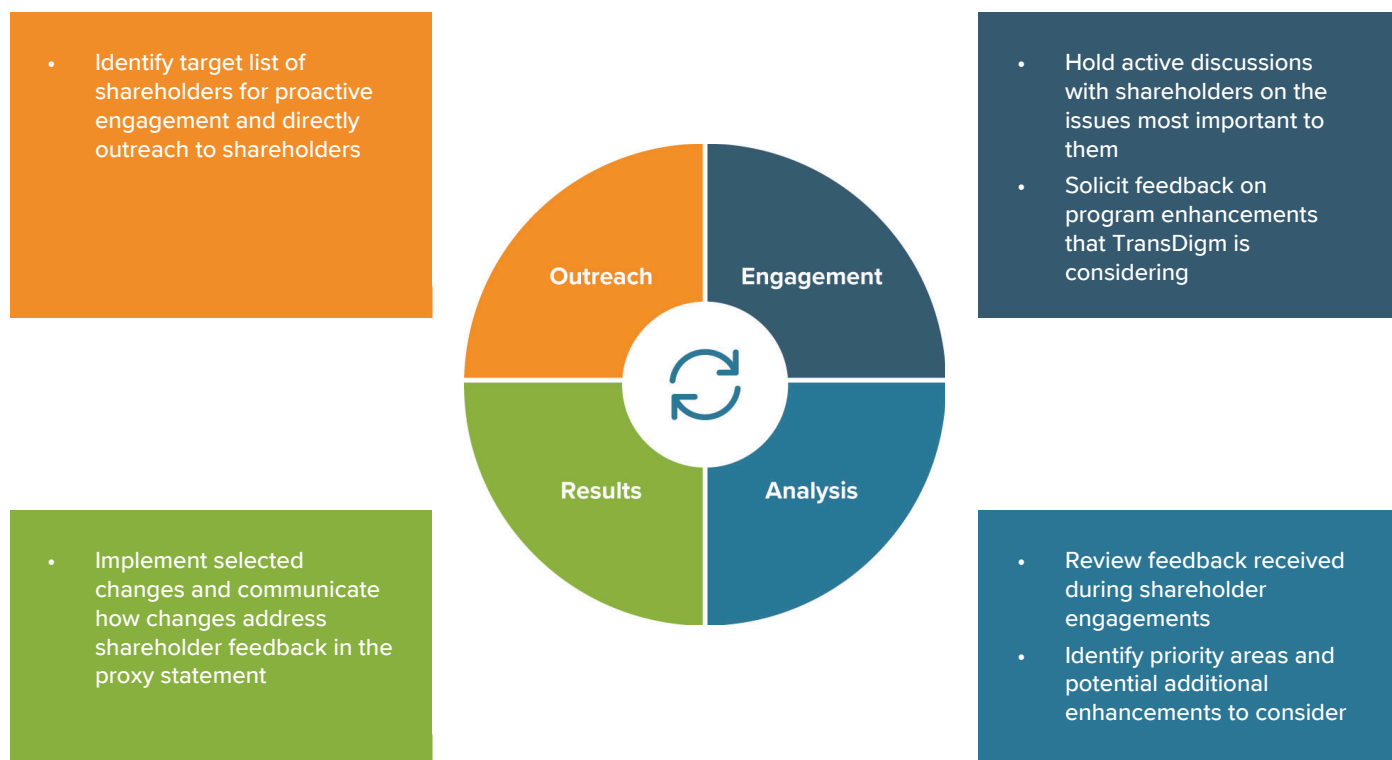 • Identify target list of
shareholders for proactive
engagement and directly
outreach to shareholders
• Hold active discussions
with shareholders on the
issues most important to
them
• Solicit feedback on
program enhancements
that TransDigm is
considering
Outreach
Engagement
Results
Analysis
• Implement selected
changes and communicate
how changes address
shareholder feedback in the
proxy statement
• Review feedback received
during shareholder
engagements
• Identify priority areas and
potential additional
enhancements to consider